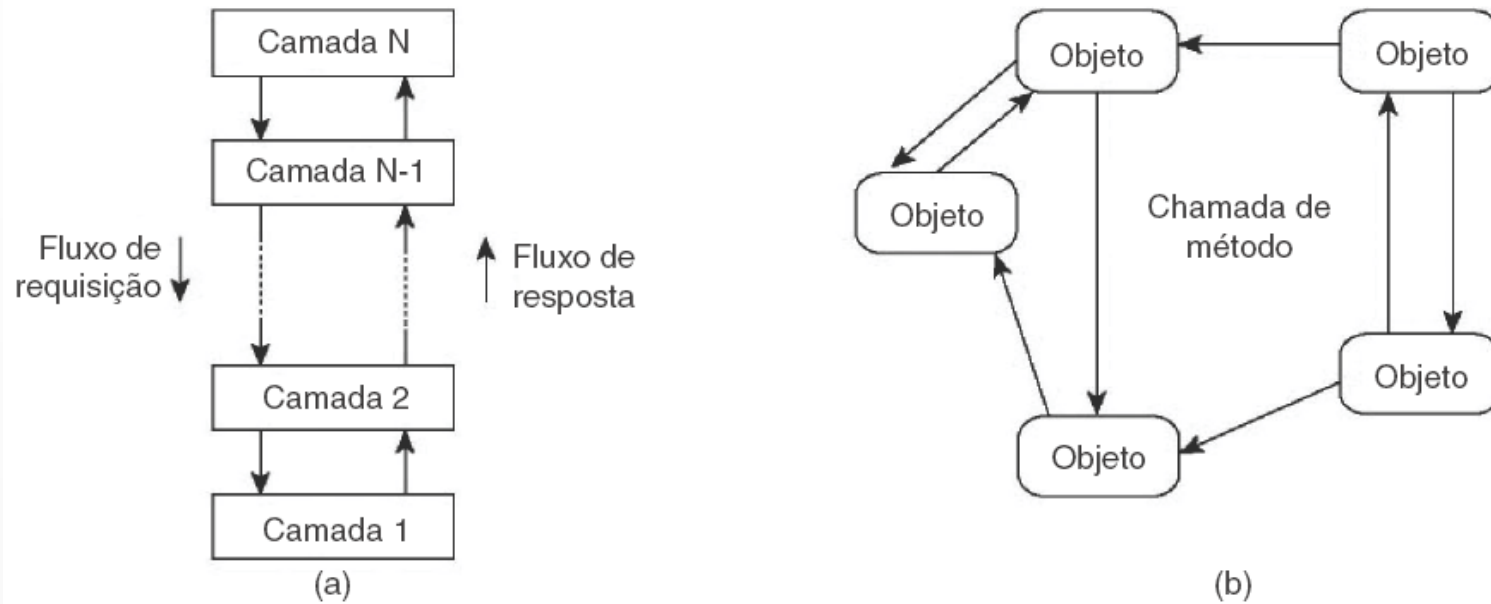 Camada N
Camada N-1
Fluxo de
requisição
Fluxo de
resposta
Camada 2
Camada 1
(a)
Objeto
Objeto
Objeto
Chamada de
método
Objeto
Objeto
(b)